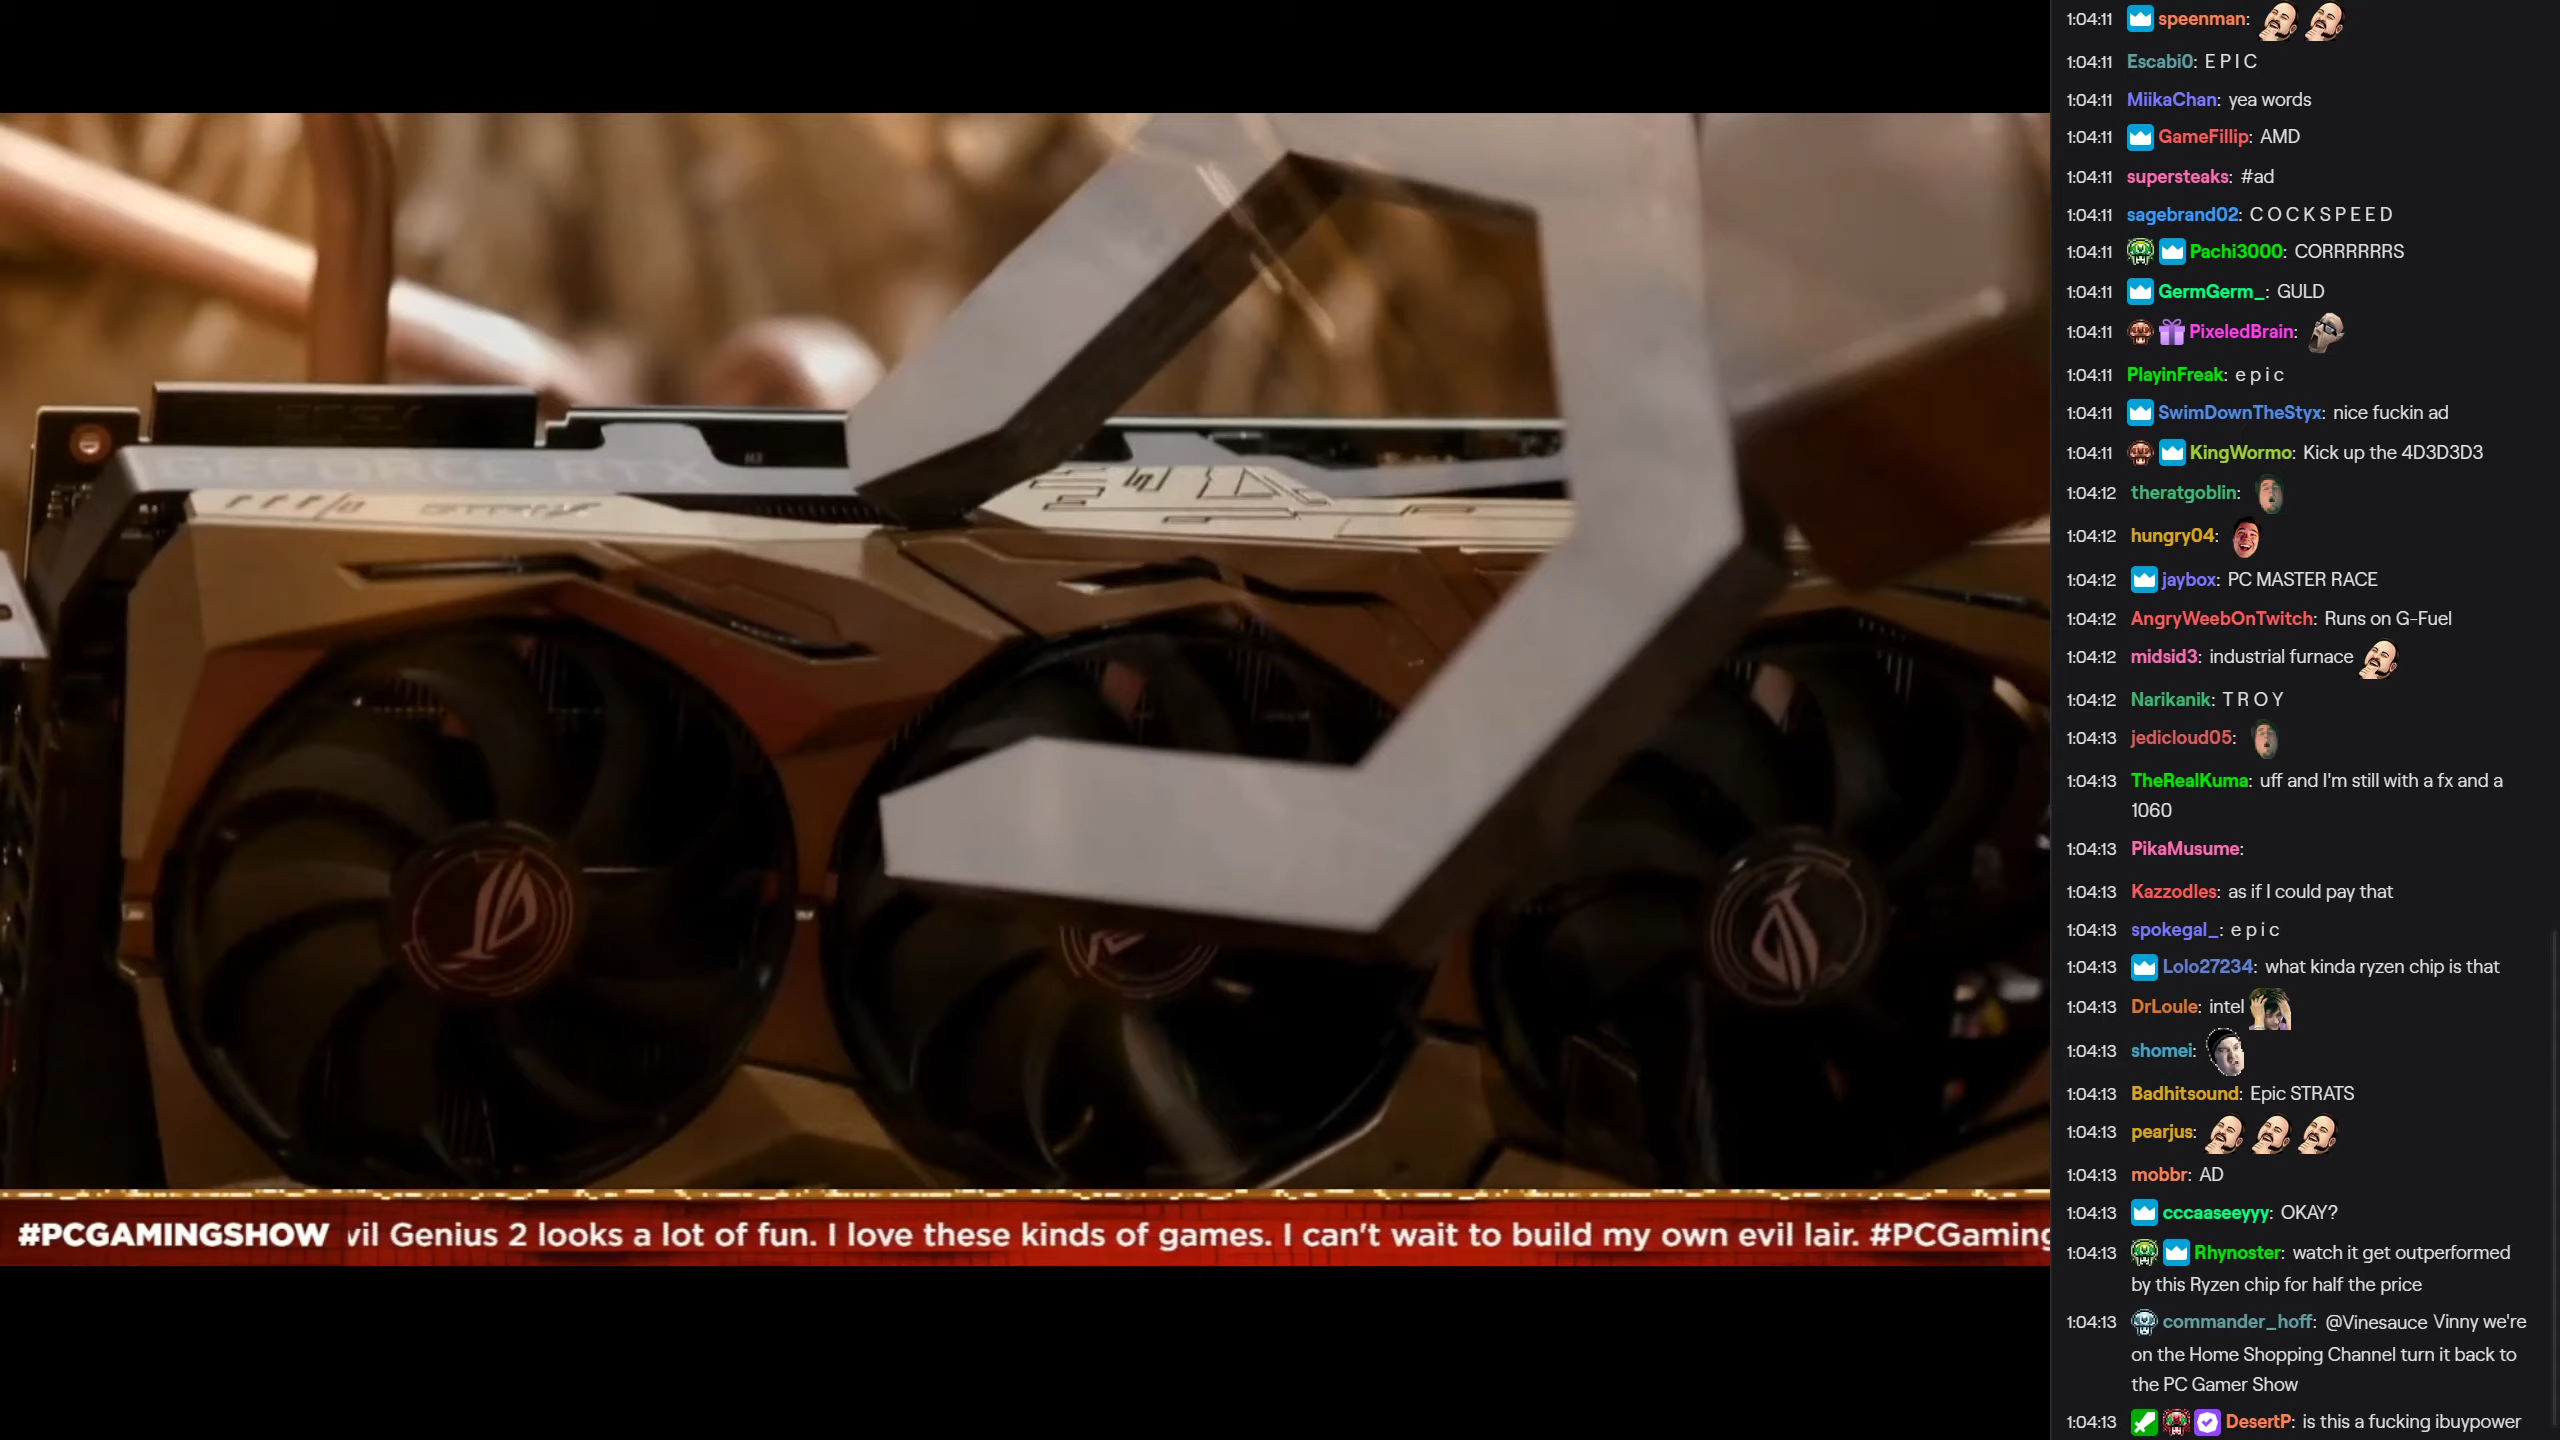 GEFORCE RTX
STRIX
#PCGAMINGSHOW vil Genius 2 looks a lot of fun. I love these kinds of games. I can't wait to build my own evil lair. #PCGaming
1:04:11 speenman:
1:04:11 Escabi0: E P I C
1:04:11 MiikaChan: yea words
1:04:11 GameFillip: AMD
1:04:11 supersteaks: #ad
1:04:11 sagebrand02: C O C K S P E E D
1:04:11 Pachi3000: CORRRRRRS
1:04:11 GermGerm_: GULD
1:04:11 PixeledBrain:
1:04:11 PlayinFreak: e p i c
1:04:11 SwimDownTheStyx: nice fuckin ad
1:04:11 KingWormo: Kick up the 4D3D3D3
1:04:12 theratgoblin:
1:04:12 hungry04:
1:04:12 jaybox: PC MASTER RACE
1:04:12 AngryWeebOnTwitch: Runs on G-Fuel
1:04:12 midsid3: industrial furnace
1:04:12 Narikanik: T R O Y
1:04:13 jedicloud05:
1:04:13 TheRealKuma: uff and I'm still with a fx and a
1060
1:04:13 PikaMusume:
1:04:13 Kazzodles: as if I could pay that
1:04:13 spokegal_: e p i c
1:04:13 Lolo27234: what kinda ryzen chip is that
1:04:13 DrLoule: intel
1:04:13 shomei:
1:04:13 Badhitsound: Epic STRATS
1:04:13 pearjus:
1:04:13 mobbr: AD
1:04:13 cccaaseeyyy: OKAY?
1:04:13 Rhynoster: watch it get outperformed
by this Ryzen chip for half the price
1:04:13 commander_hoff: @Vinesauce Vinny we're
on the Home Shopping Channel turn it back to
the PC Gamer Show
1:04:13 DesertP: is this a fucking ibuypower